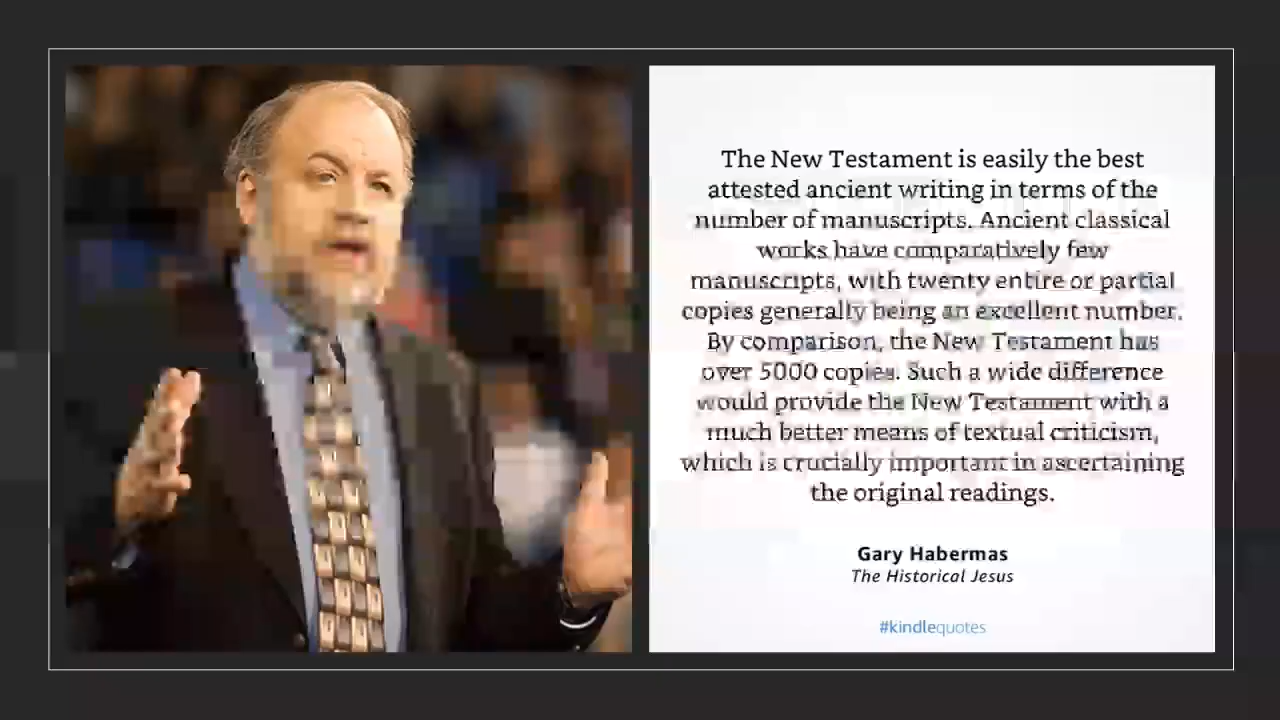 The New Testament is easily the best
attested ancient writing in terms of the
number of manuscripts. Ancient classical
works have comparatively few
manuscripts, with twenty entire or partial
copies generally being an excellent number.
By comparison, the New Testament has
over 5000 copies. Such a wide difference
would provide the New Testament with a
much better means of textual criticism,
which is crucially important in ascertaining
the original readings.
Gary Habermas
The Historical Jesus
#kindlequotes